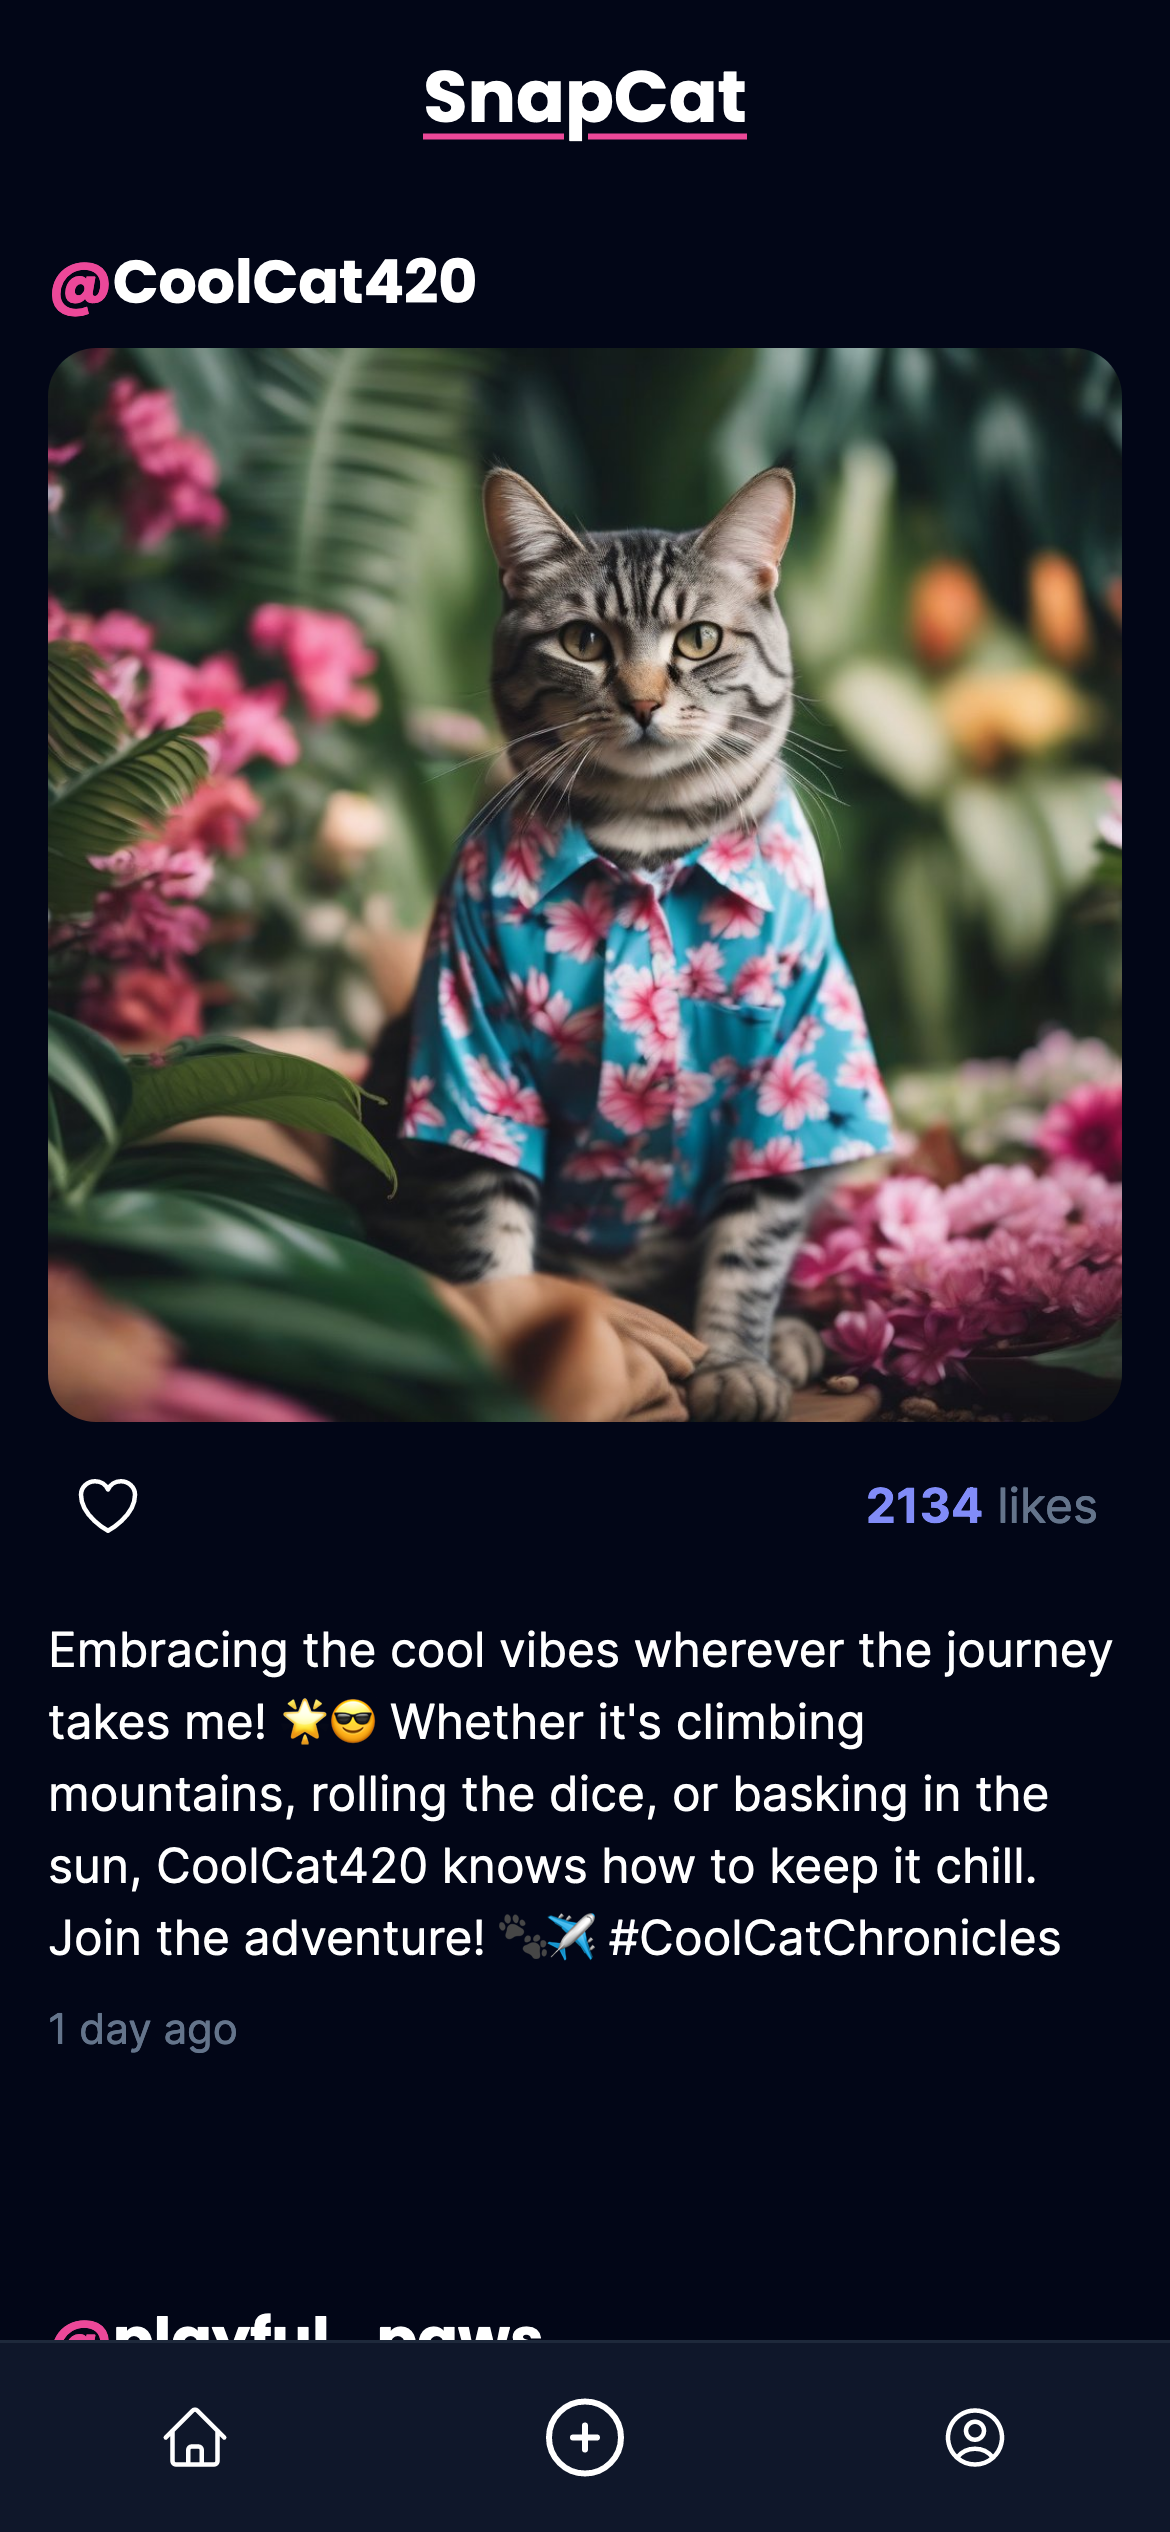 SnapCat
@CoolCat420
2134 likes
Embracing the cool vibes wherever the journey
takes me! 🌟😎 Whether it's climbing
mountains, rolling the dice, or basking in the
sun, CoolCat420 knows how to keep it chill.
Join the adventure! 🐾✈️ #CoolCatChronicles
1 day ago
@playful_paws